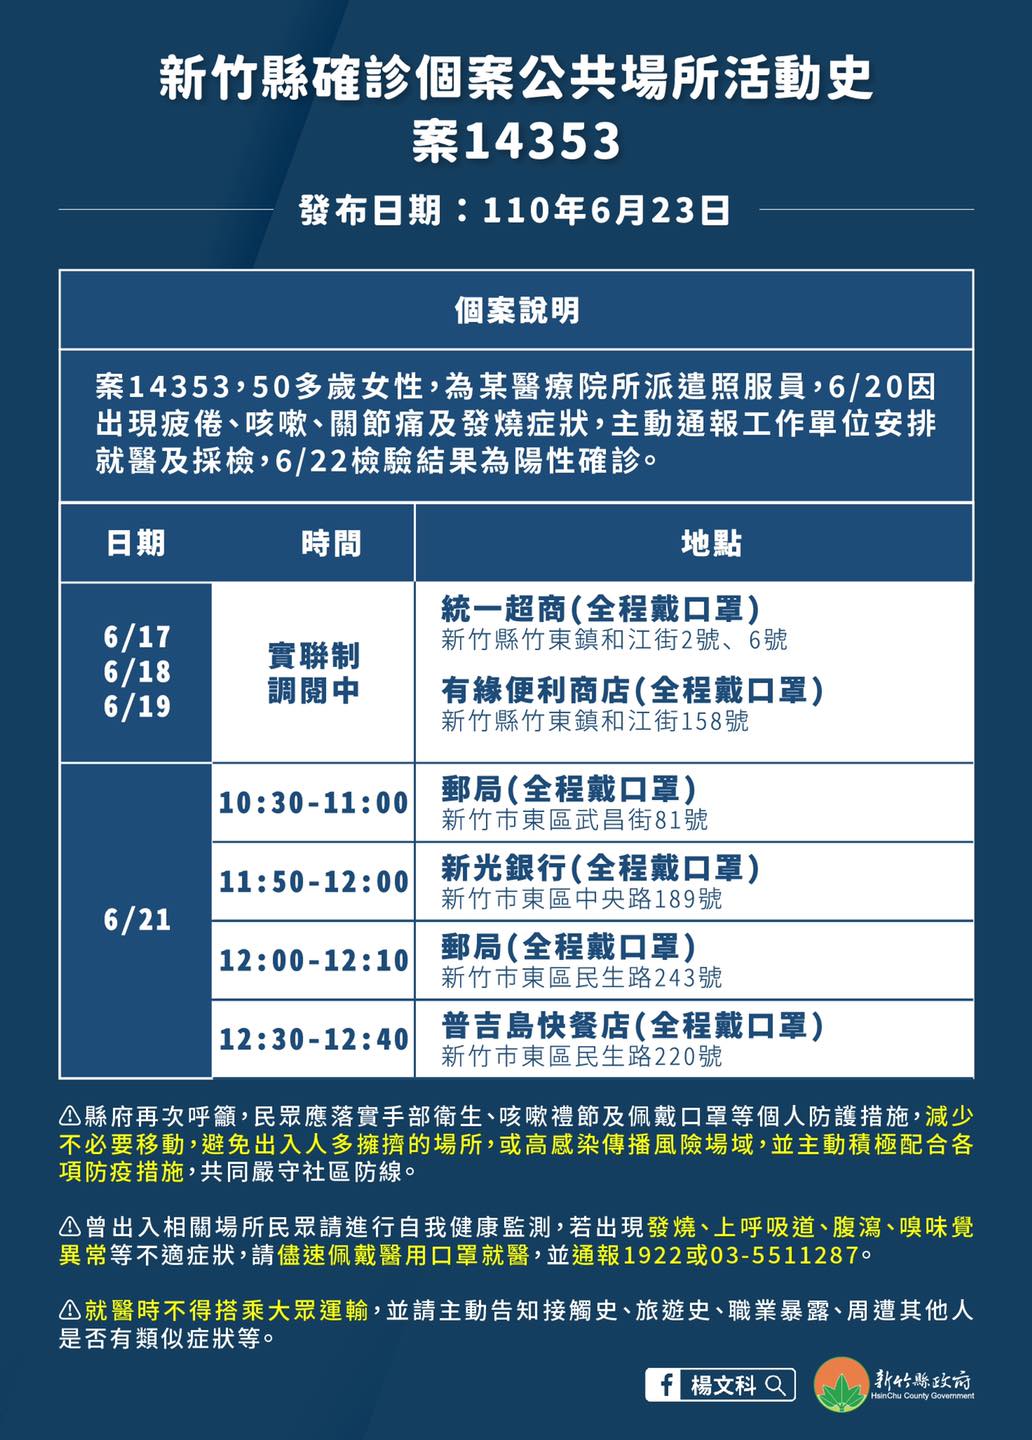 新竹縣確診個案公共場所活動史
案14353
發布日期：110年6月23日
個案說明
案14353，50多歲女性，為某醫療院所派遣照服員，6/20因
出現疲倦、咳嗽、關節痛及發燒症狀，主動通報工作單位安排
就醫及採檢，6/22檢驗結果為陽性確診。
日期 時間 地點
6/17
6/18
6/19
實聯制
調閱中
統一超商(全程戴口罩)
新竹縣竹東鎮和江街2號、6號
有緣便利商店(全程戴口罩)
新竹縣竹東鎮和江街158號
6/21
10:30-11:00
郵局(全程戴口罩)
新竹市東區武昌街81號
11:50-12:00
新光銀行(全程戴口罩)
新竹市東區中央路189號
12:00-12:10
郵局(全程戴口罩)
新竹市東區民生路243號
12:30-12:40
普吉島快餐店(全程戴口罩)
新竹市東區民生路220號
⚠縣府再次呼籲，民眾應落實手部衛生、咳嗽禮節及佩戴口罩等個人防護措施，減少
不必要移動，避免出入人多擁擠的場所，或高感染傳播風險場域，並主動積極配合各
項防疫措施，共同嚴守社區防線。
⚠曾出入相關場所民眾請進行自我健康監測，若出現發燒、上呼吸道、腹瀉、嗅味覺
異常等不適症狀，請儘速佩戴醫用口罩就醫，並通報1922或03-5511287。
⚠就醫時不得搭乘大眾運輸，並請主動告知接觸史、旅遊史、職業暴露、周遭其他人
是否有類似症狀等。
f 楊文科
新竹縣政府
HsinChu County Government